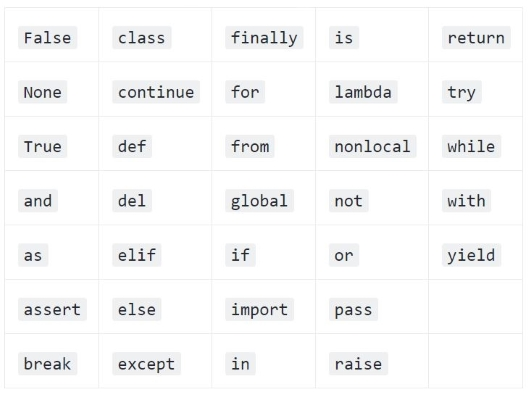 False class finally is return
None continue for lambda try
True def from nonlocal while
and del global not with
as elif if or yield
assert else import pass
break except in raise